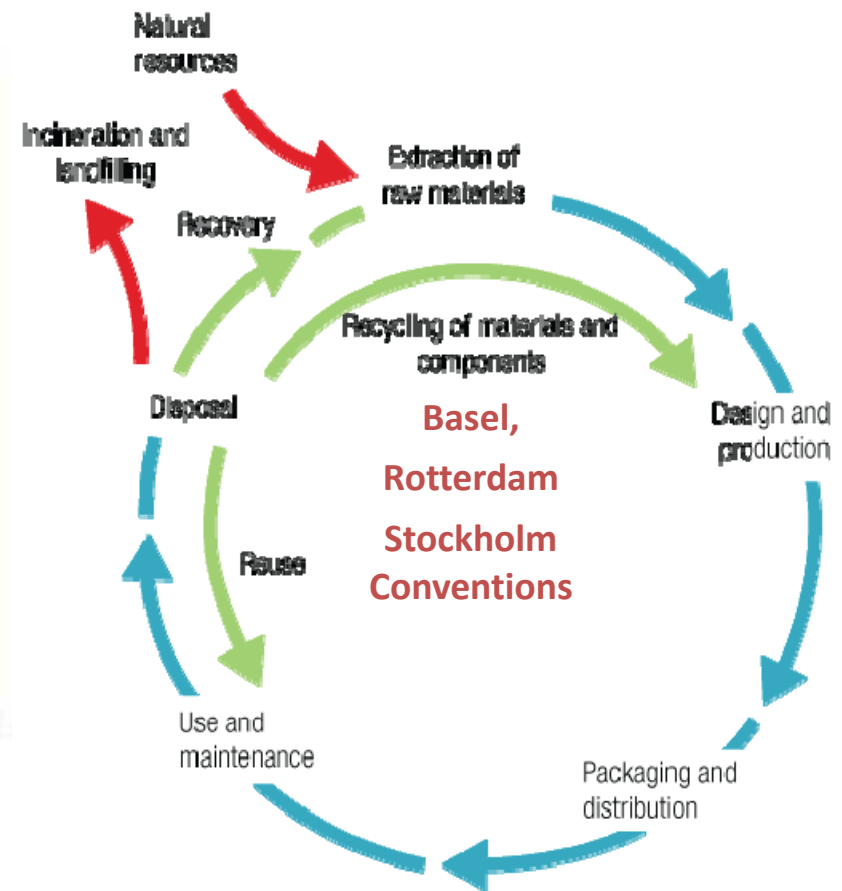 Natural
resources
Incineration and
landfilling
Extraction of
raw materials
Recovery
Recycling of materials and
components
Disposal
Design and
production
Basel,
Rotterdam
Stockholm
Conventions
Reuse
Use and
maintenance
Packaging and
distribution